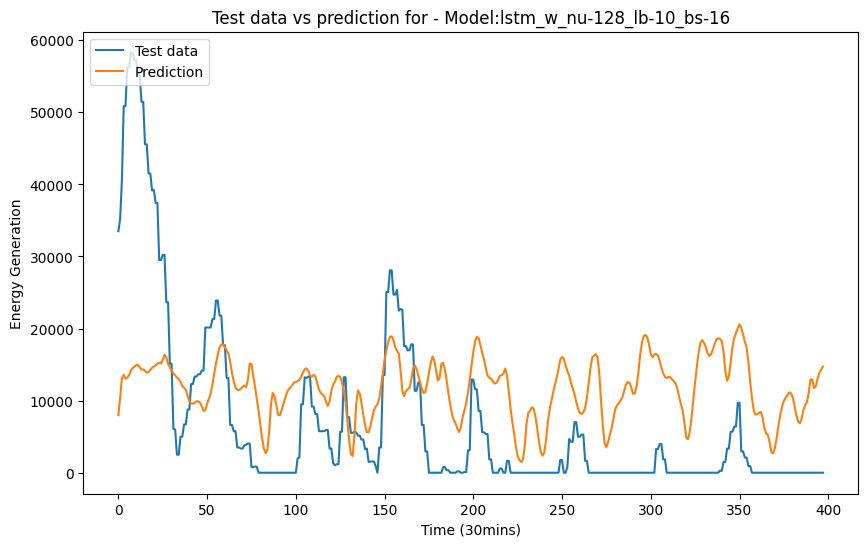 Test data vs prediction for - Model:lstm_w_nu-128_lb-10_bs-16
Test data
Prediction
60000
50000
40000
30000
20000
10000
0
Energy Generation
0 50 100 150 200 250 300 350 400
Time (30mins)